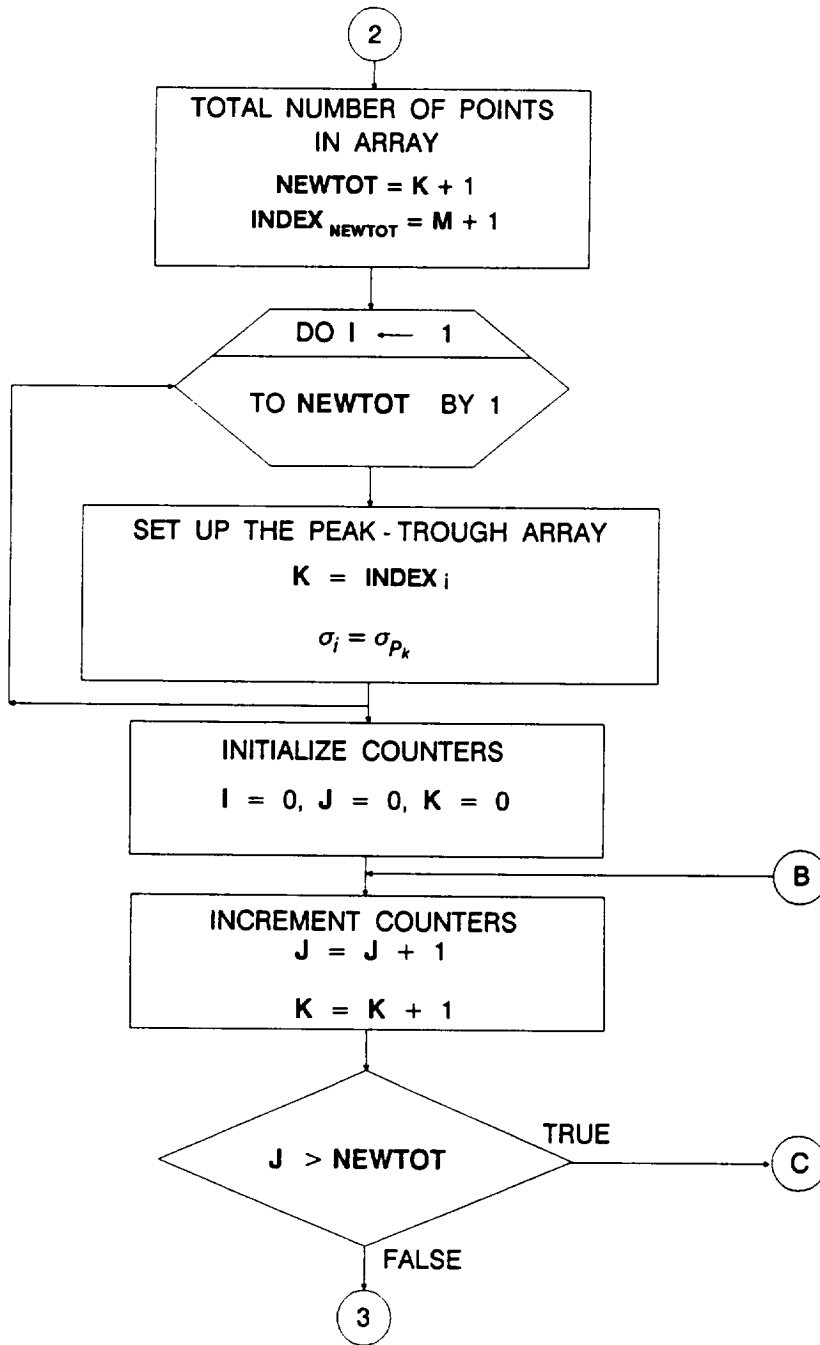 2
TOTAL NUMBER OF POINTS
IN ARRAY
NEWTOT = K + 1
INDEX NEWTOT = M + 1
DO I ← 1
TO NEWTOT BY 1
SET UP THE PEAK - TROUGH ARRAY
K = INDEX i
σi = σPk
INITIALIZE COUNTERS
I = 0, J = 0, K = 0
B
INCREMENT COUNTERS
J = J + 1
K = K + 1
J > NEWTOT
TRUE
C
FALSE
3